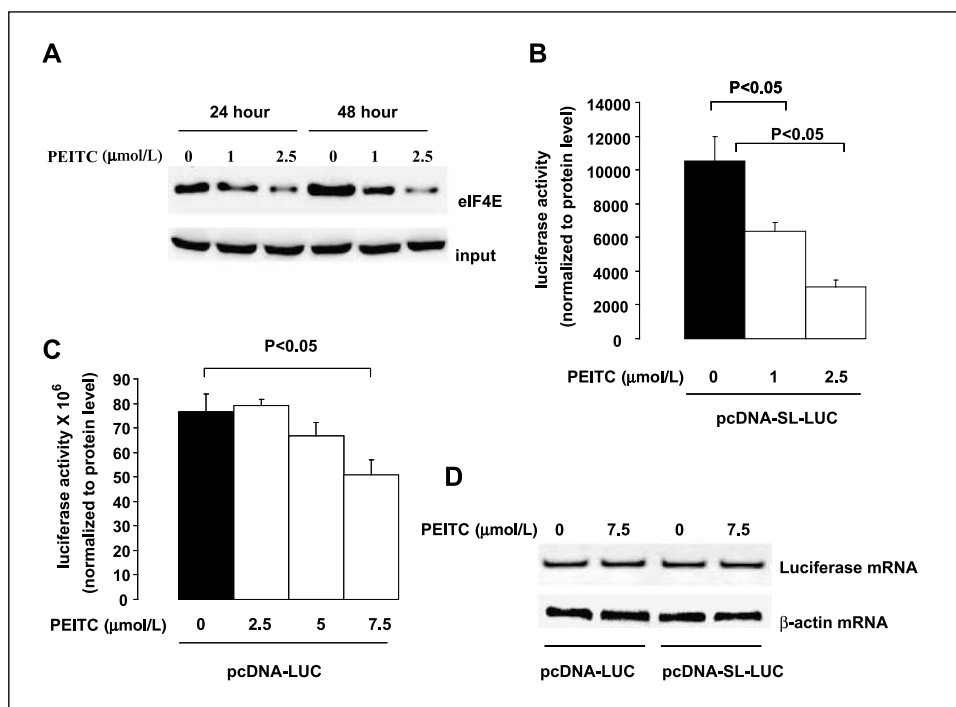 A
24 hour 48 hour
PEITC (μmol/L) 0 1 2.5 0 1 2.5
eIF4E
input
B
P<0.05
P<0.05
luciferase activity
(normalized to protein level)
14000
12000
10000
8000
6000
4000
2000
0
PEITC (μmol/L) 0 1 2.5
pcDNA-SL-LUC
C
P<0.05
luciferase activity X 10⁶
(normalized to protein level)
90
80
70
60
50
40
30
20
10
0
PEITC (μmol/L) 0 2.5 5 7.5
pcDNA-LUC
D
PEITC (μmol/L) 0 7.5 0 7.5
Luciferase mRNA
β-actin mRNA
pcDNA-LUC pcDNA-SL-LUC